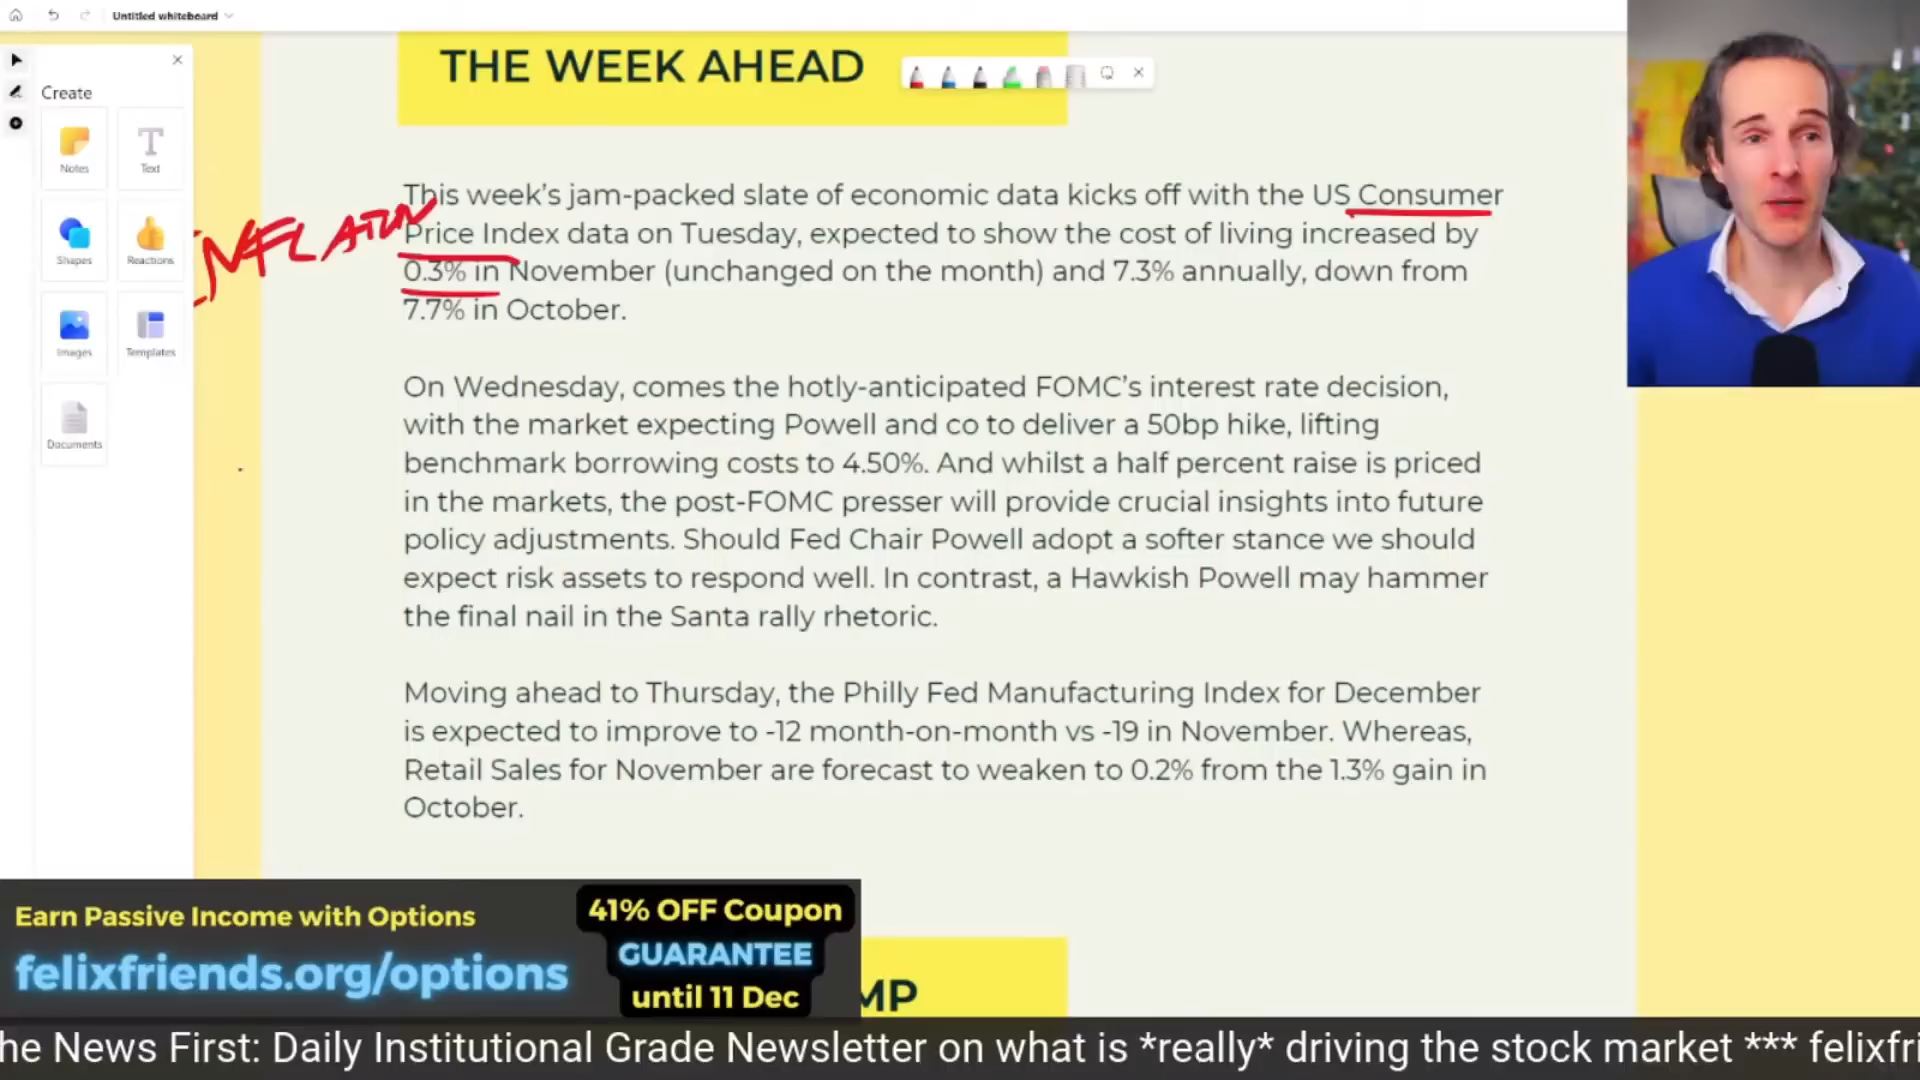 Untitled whiteboard
THE WEEK AHEAD
Create
Notes
Text
Shapes
Reactions
Images
Templates
Documents
INFLATION
This week's jam-packed slate of economic data kicks off with the US Consumer
Price Index data on Tuesday, expected to show the cost of living increased by
0.3% in November (unchanged on the month) and 7.3% annually, down from
7.7% in October.
On Wednesday, comes the hotly-anticipated FOMC's interest rate decision,
with the market expecting Powell and co to deliver a 50bp hike, lifting
benchmark borrowing costs to 4.50%. And whilst a half percent raise is priced
in the markets, the post-FOMC presser will provide crucial insights into future
policy adjustments. Should Fed Chair Powell adopt a softer stance we should
expect risk assets to respond well. In contrast, a Hawkish Powell may hammer
the final nail in the Santa rally rhetoric.
Moving ahead to Thursday, the Philly Fed Manufacturing Index for December
is expected to improve to -12 month-on-month vs -19 in November. Whereas,
Retail Sales for November are forecast to weaken to 0.2% from the 1.3% gain in
October.
Earn Passive Income with Options
felixfriends.org/options
41% OFF Coupon
GUARANTEE
until 11 Dec
MP
he News First: Daily Institutional Grade Newsletter on what is *really* driving the stock market *** felixfri